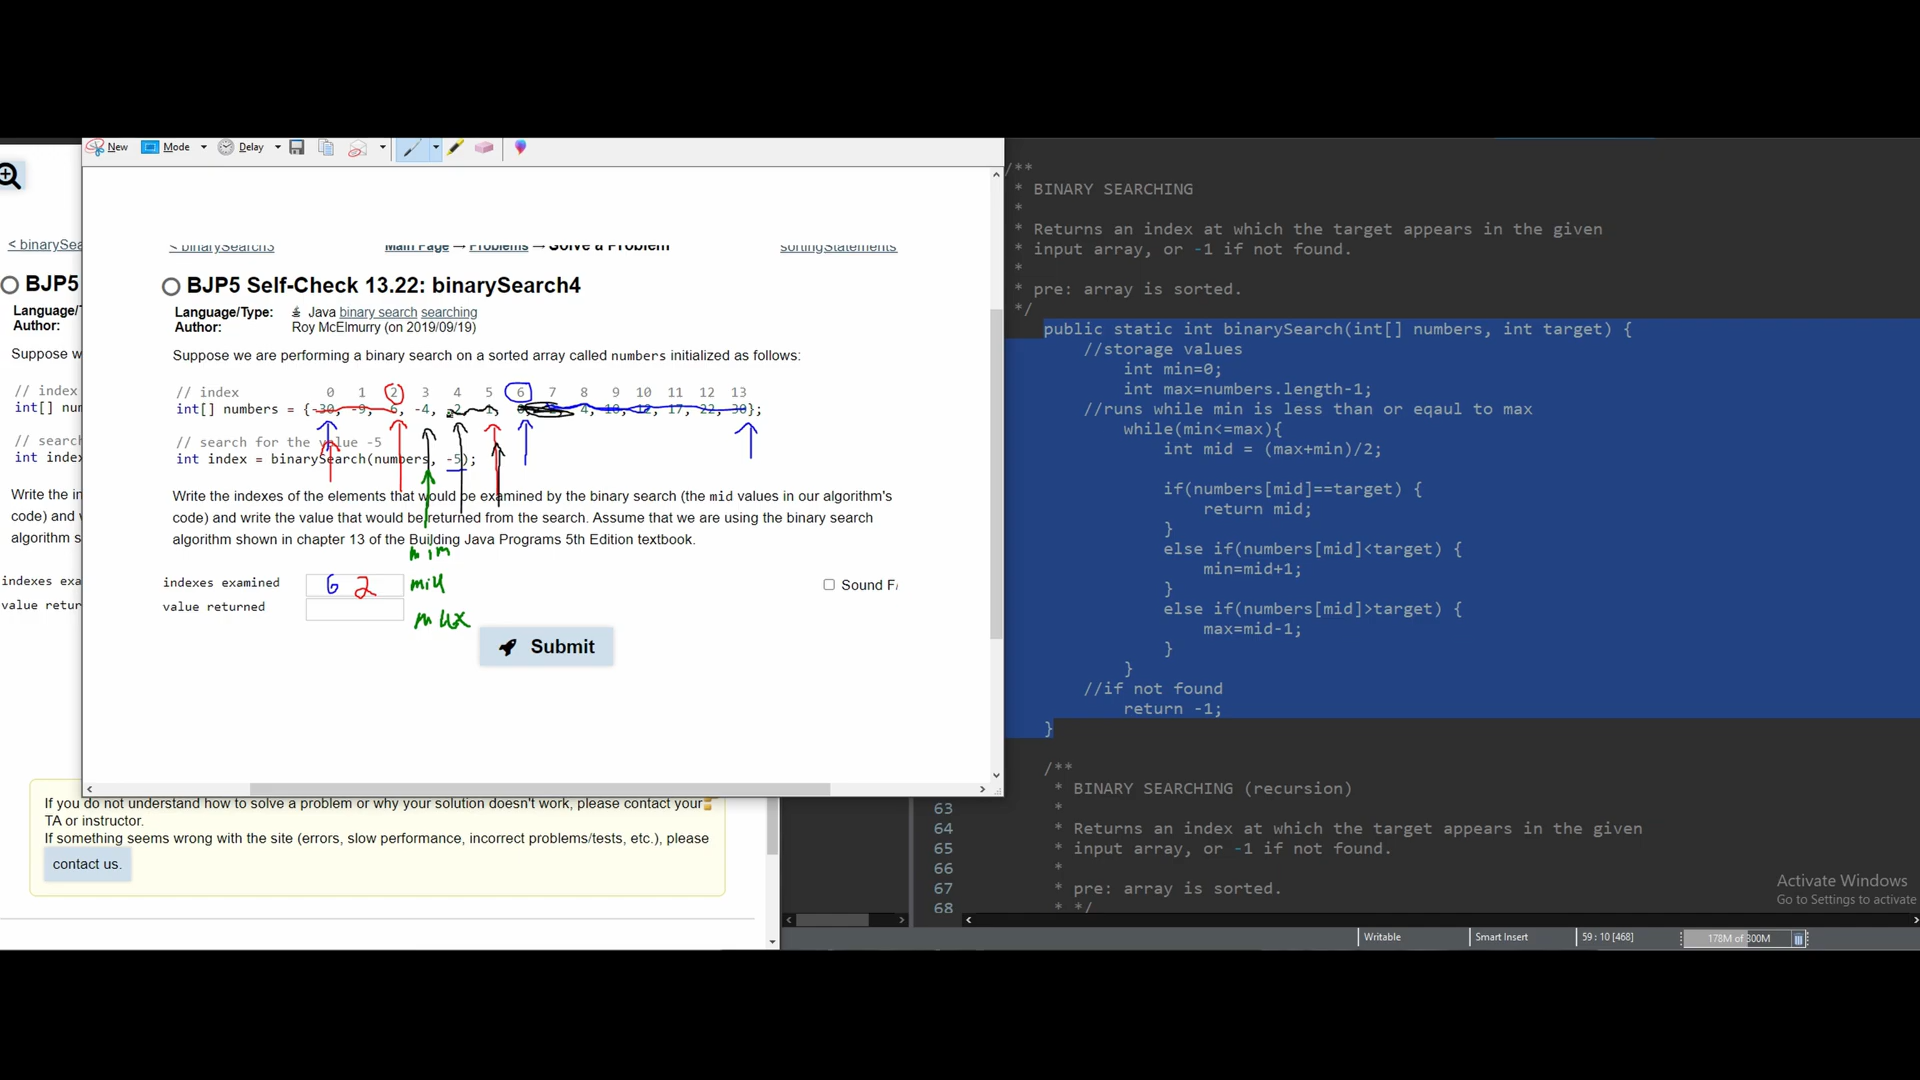 New Mode Delay
< binarySearch3 Main Page → Problems → Solve a Problem sortingStatements
BJP5 Self-Check 13.22: binarySearch4
Language/Type: Java binary search searching
Author: Roy McElmurry (on 2019/09/19)
Suppose we are performing a binary search on a sorted array called numbers initialized as follows:
// index 0 1 2 3 4 5 6 7 8 9 10 11 12 13
int[] numbers = {-30, -9, -6, -4, -2, -1, 4, 10, 12, 17, 22, 30};
// search for the value -5
int index = binarySearch(numbers, -5);
Write the indexes of the elements that would be examined by the binary search (the mid values in our algorithm's
code) and write the value that would be returned from the search. Assume that we are using the binary search
algorithm shown in chapter 13 of the Building Java Programs 5th Edition textbook.
min
indexes examined 6 2 mid
value returned max
Sound F/
Submit
< binarySea
BJP5
Language/T
Author:
Suppose w
// index
int[] num
// search
int index
Write the in
code) and w
algorithm s
indexes exa
value retur
If you do not understand how to solve a problem or why your solution doesn't work, please contact your
TA or instructor.
If something seems wrong with the site (errors, slow performance, incorrect problems/tests, etc.), please
contact us.
/**
* BINARY SEARCHING
*
* Returns an index at which the target appears in the given
* input array, or -1 if not found.
*
* pre: array is sorted.
*/
public static int binarySearch(int[] numbers, int target) {
//storage values
int min=0;
int max=numbers.length-1;
//runs while min is less than or eqaul to max
while(min<=max){
int mid = (max+min)/2;
if(numbers[mid]==target) {
return mid;
}
else if(numbers[mid]<target) {
min=mid+1;
}
else if(numbers[mid]>target) {
max=mid-1;
}
}
//if not found
return -1;
}
/**
* BINARY SEARCHING (recursion)
*
63 * Returns an index at which the target appears in the given
64
65 * input array, or -1 if not found.
66 *
67 * pre: array is sorted.
68 * */
Activate Windows
Go to Settings to activate
Writable Smart Insert 59 : 10 [468] 178M of 300M